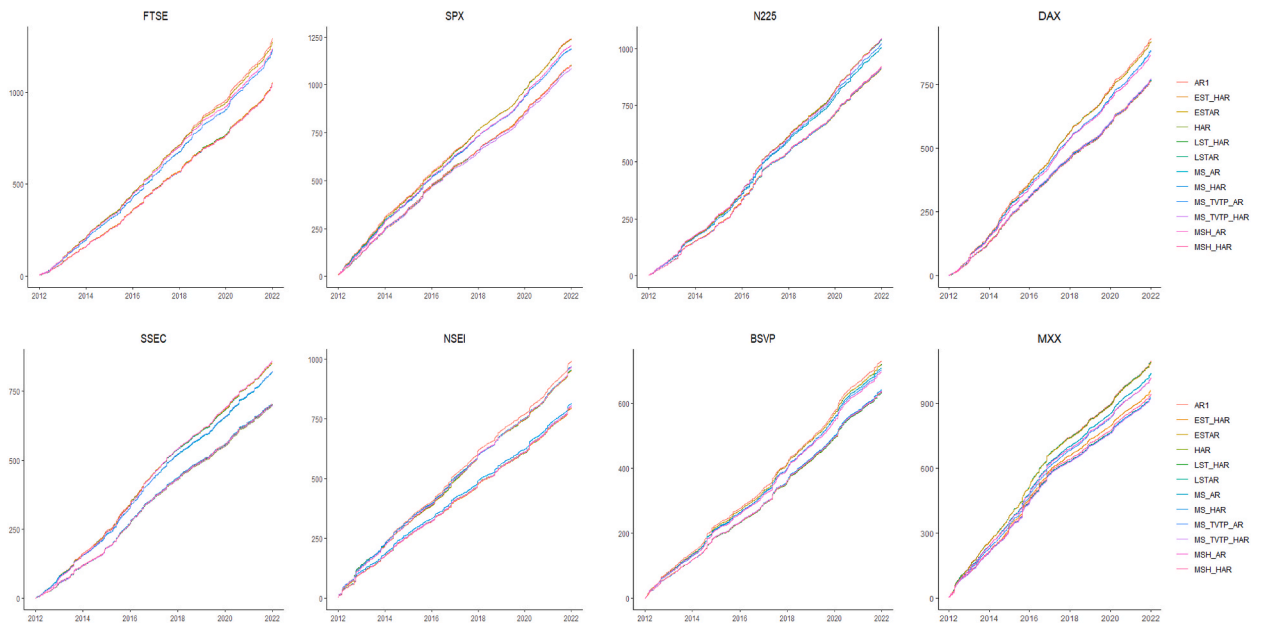 FTSE
1000
500
0
2012 2014 2016 2018 2020 2022
SPX
1250
1000
750
500
250
0
2012 2014 2016 2018 2020 2022
N225
1000
750
500
250
0
2012 2014 2016 2018 2020 2022
DAX
750
500
250
0
2012 2014 2016 2018 2020 2022
AR1
EST_HAR
ESTAR
HAR
LST_HAR
LSTAR
MS_AR
MS_HAR
MS_TVTP_AR
MS_TVTP_HAR
MSH_AR
MSH_HAR
SSEC
750
500
250
0
2012 2014 2016 2018 2020 2022
NSEI
1000
750
500
250
0
2012 2014 2016 2018 2020 2022
BSVP
600
400
200
0
2012 2014 2016 2018 2020 2022
MXX
900
600
300
0
2012 2014 2016 2018 2020 2022
AR1
EST_HAR
ESTAR
HAR
LST_HAR
LSTAR
MS_AR
MS_HAR
MS_TVTP_AR
MS_TVTP_HAR
MSH_AR
MSH_HAR